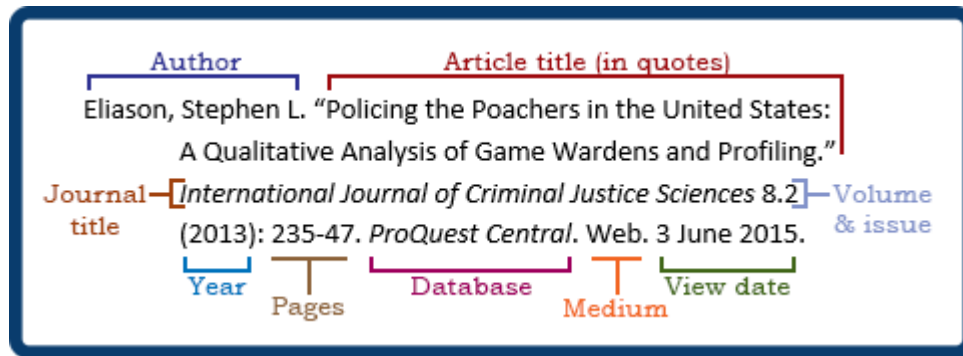 Author Article title (in quotes)
Eliason, Stephen L. “Policing the Poachers in the United States:
A Qualitative Analysis of Game Wardens and Profiling.”
Journal title
International Journal of Criminal Justice Sciences 8.2
Volume & issue
(2013): 235-47. ProQuest Central. Web. 3 June 2015.
Year Database View date
Pages Medium